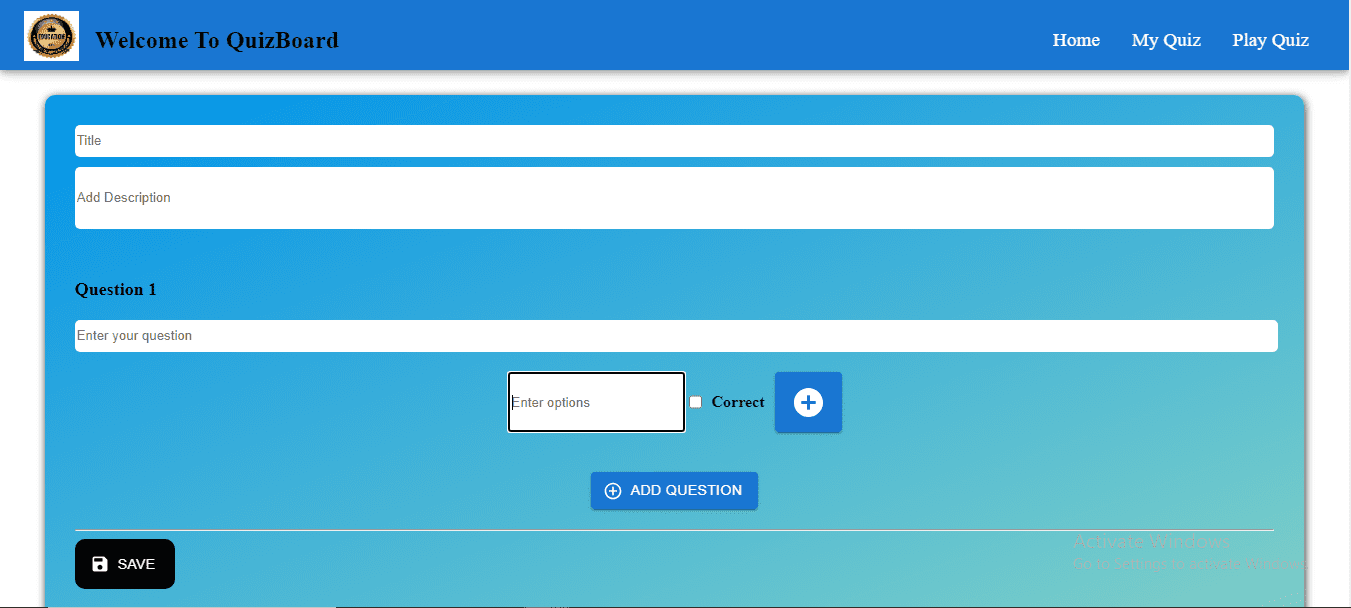 EDUCATION
Welcome To QuizBoard
Home
My Quiz
Play Quiz
Title
Add Description
Question 1
Enter your question
Enter options
Correct
ADD QUESTION
SAVE
Activate Windows
Go to Settings to activate Windows.